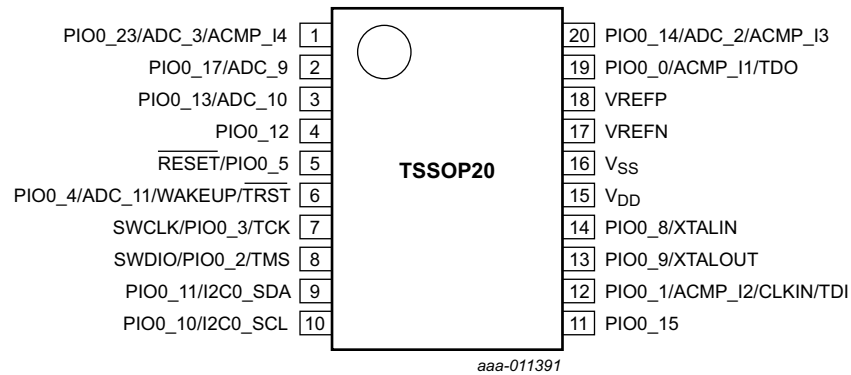 PIO0_23/ADC_3/ACMP_I4 1
PIO0_17/ADC_9 2
PIO0_13/ADC_10 3
PIO0_12 4
RESET/PIO0_5 5
PIO0_4/ADC_11/WAKEUP/TRST 6
SWCLK/PIO0_3/TCK 7
SWDIO/PIO0_2/TMS 8
PIO0_11/I2C0_SDA 9
PIO0_10/I2C0_SCL 10
TSSOP20
20 PIO0_14/ADC_2/ACMP_I3
19 PIO0_0/ACMP_I1/TDO
18 VREFP
17 VREFN
16 VSS
15 VDD
14 PIO0_8/XTALIN
13 PIO0_9/XTALOUT
12 PIO0_1/ACMP_I2/CLKIN/TDI
11 PIO0_15
aaa-011391